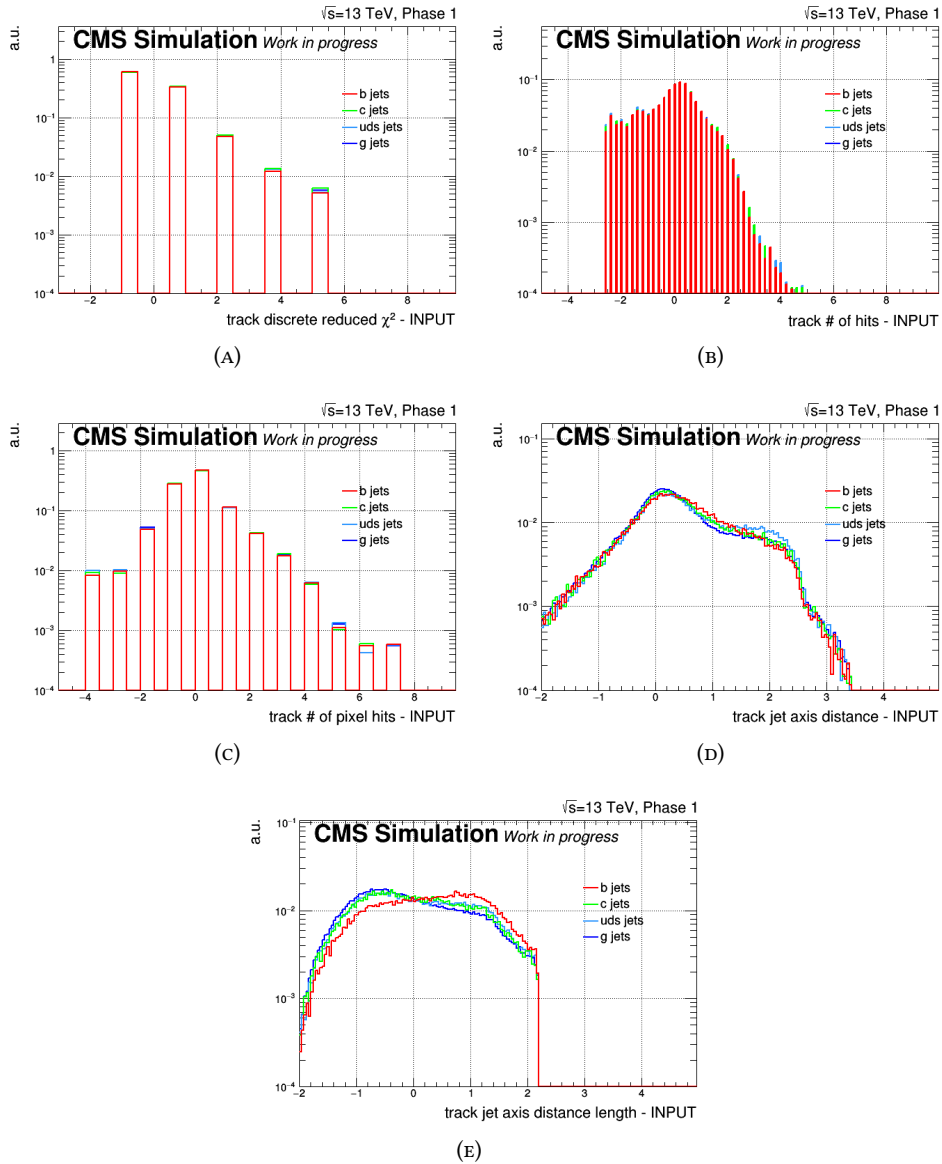 √s=13 TeV, Phase 1
a.u.
CMS Simulation Work in progress
1
10⁻¹
10⁻²
10⁻³
10⁻⁴
b jets
c jets
uds jets
g jets
−2 0 2 4 6 8
track discrete reduced χ² - INPUT
(A)
√s=13 TeV, Phase 1
a.u.
CMS Simulation Work in progress
10⁻¹
10⁻²
10⁻³
10⁻⁴
b jets
c jets
uds jets
g jets
−4 −2 0 2 4 6 8
track # of hits - INPUT
(B)
√s=13 TeV, Phase 1
a.u.
CMS Simulation Work in progress
1
10⁻¹
10⁻²
10⁻³
10⁻⁴
b jets
c jets
uds jets
g jets
−4 −2 0 2 4 6 8
track # of pixel hits - INPUT
(C)
√s=13 TeV, Phase 1
a.u.
CMS Simulation Work in progress
10⁻¹
10⁻²
10⁻³
10⁻⁴
b jets
c jets
uds jets
g jets
−2 −1 0 1 2 3 4
track jet axis distance - INPUT
(D)
√s=13 TeV, Phase 1
a.u.
CMS Simulation Work in progress
10⁻¹
10⁻²
10⁻³
10⁻⁴
b jets
c jets
uds jets
g jets
−2 −1 0 1 2 3 4
track jet axis distance length - INPUT
(E)